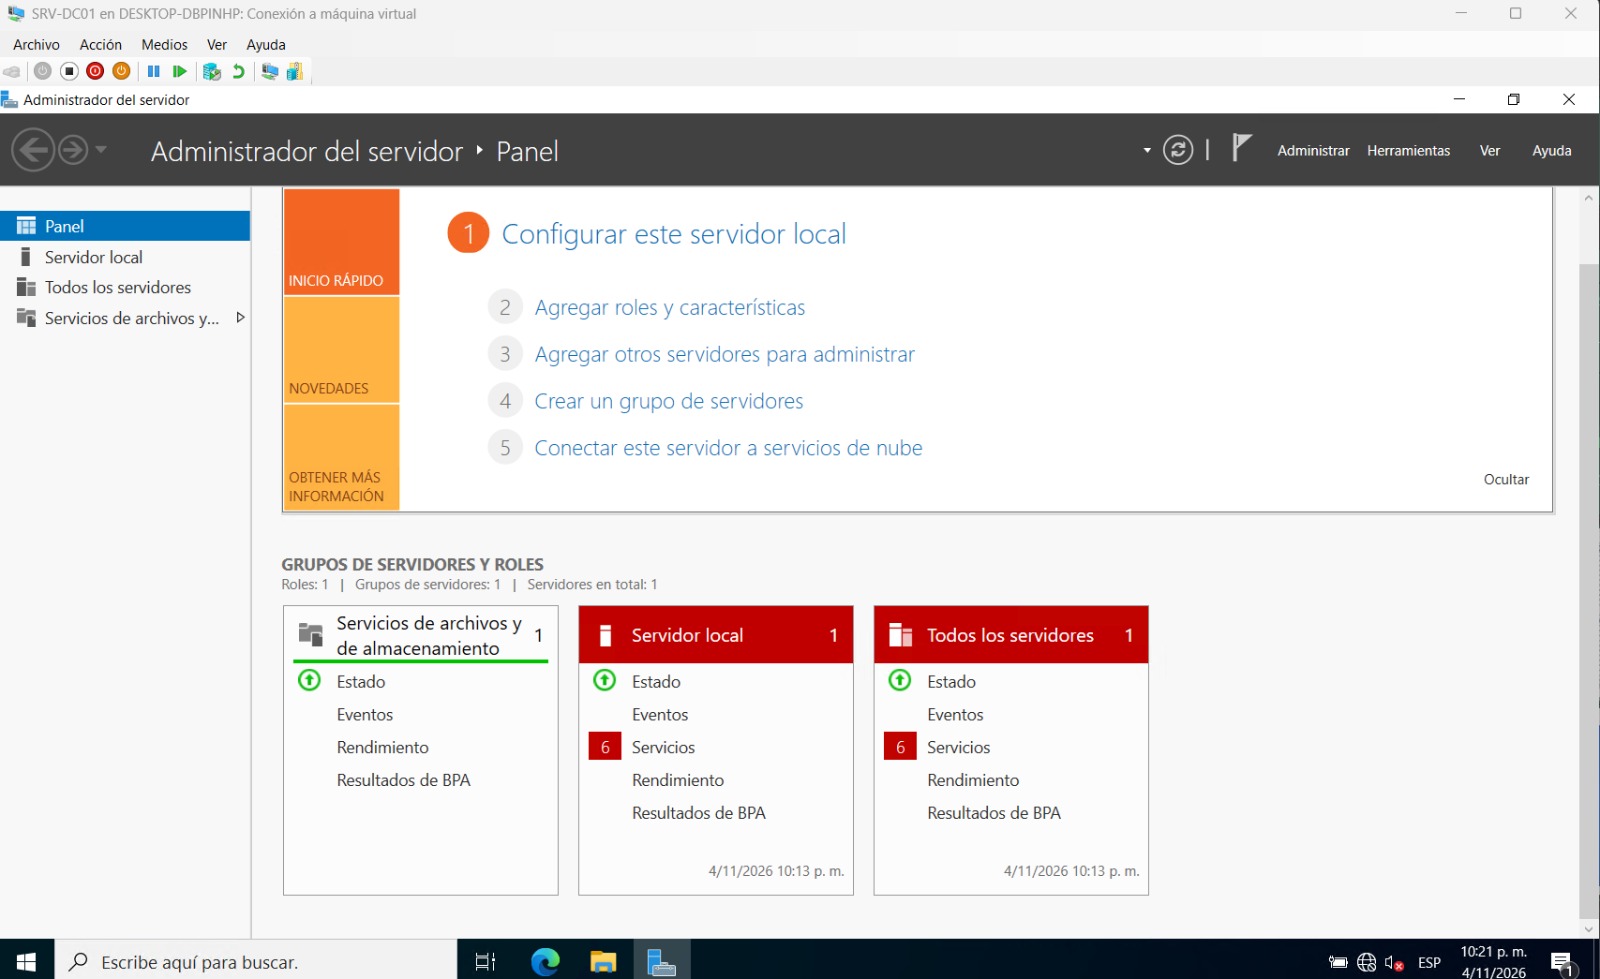 SRV-DC01 en DESKTOP-DBPINHP: Conexión a máquina virtual
Archivo Acción Medios Ver Ayuda
Administrador del servidor
Administrador del servidor ‣ Panel
Administrar Herramientas Ver Ayuda
Panel
Servidor local
Todos los servidores
Servicios de archivos y...
INICIO RÁPIDO
NOVEDADES
OBTENER MÁS
INFORMACIÓN
1 Configurar este servidor local
2 Agregar roles y características
3 Agregar otros servidores para administrar
4 Crear un grupo de servidores
5 Conectar este servidor a servicios de nube
Ocultar
GRUPOS DE SERVIDORES Y ROLES
Roles: 1 | Grupos de servidores: 1 | Servidores en total: 1
Servicios de archivos y
de almacenamiento
1
Estado
Eventos
Rendimiento
Resultados de BPA
Servidor local 1
Estado
Eventos
6 Servicios
Rendimiento
Resultados de BPA
4/11/2026 10:13 p. m.
Todos los servidores 1
Estado
Eventos
6 Servicios
Rendimiento
Resultados de BPA
4/11/2026 10:13 p. m.
Escribe aquí para buscar.
ESP
10:21 p. m.
4/11/2026
1